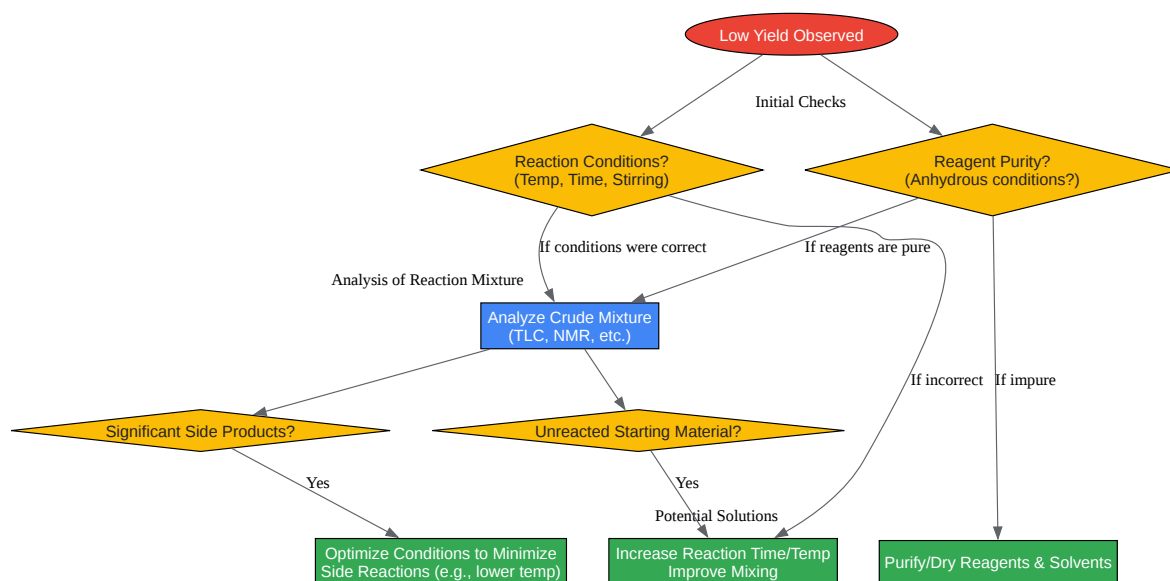 Low Yield Observed
Initial Checks
Reaction Conditions?
(Temp, Time, Stirring)
Reagent Purity?
(Anhydrous conditions?)
If conditions were correct
If reagents are pure
Analysis of Reaction Mixture
Analyze Crude Mixture
(TLC, NMR, etc.)
If incorrect
If impure
Significant Side Products?
Unreacted Starting Material?
Yes
Yes
Potential Solutions
Optimize Conditions to Minimize
Side Reactions (e.g., lower temp)
Increase Reaction Time/Temp
Improve Mixing
Purify/Dry Reagents & Solvents